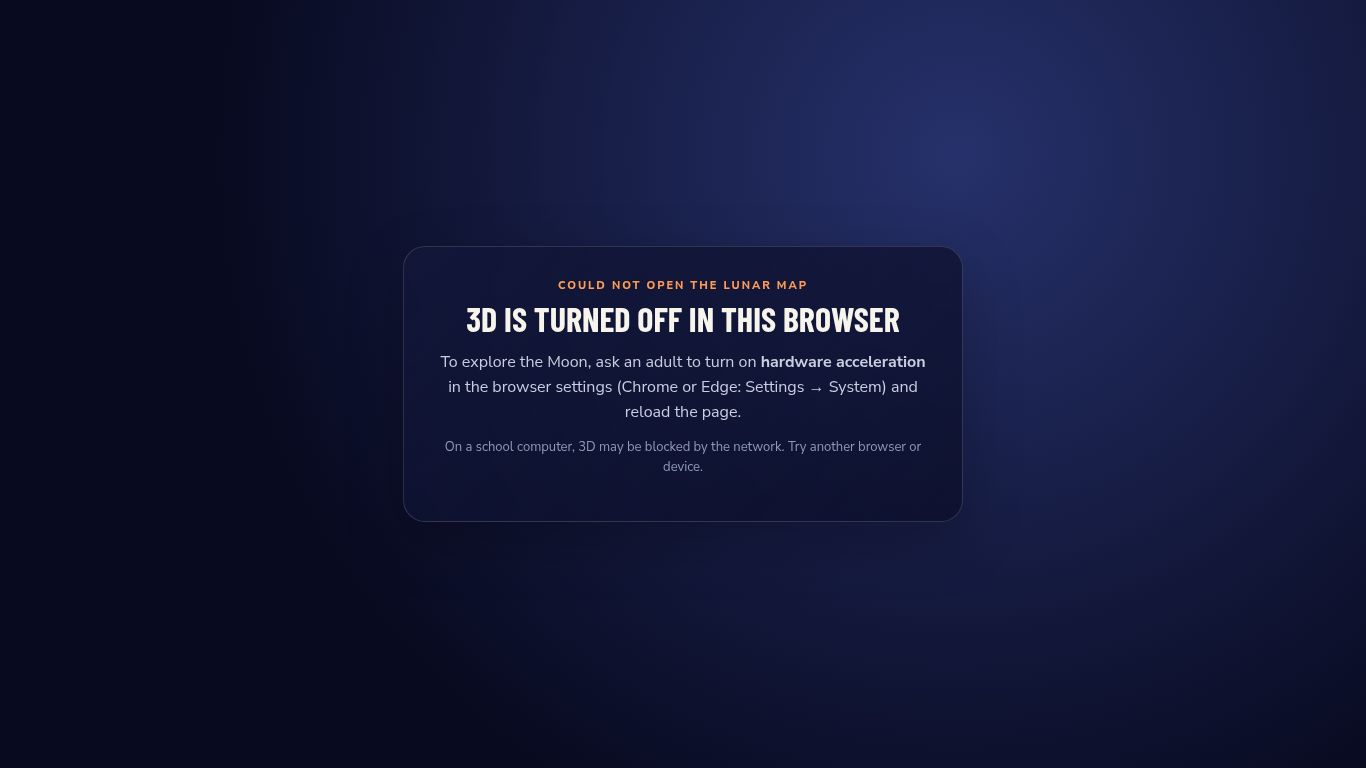 COULD NOT OPEN THE LUNAR MAP
3D IS TURNED OFF IN THIS BROWSER
To explore the Moon, ask an adult to turn on hardware acceleration
in the browser settings (Chrome or Edge: Settings → System) and
reload the page.
On a school computer, 3D may be blocked by the network. Try another browser or
device.